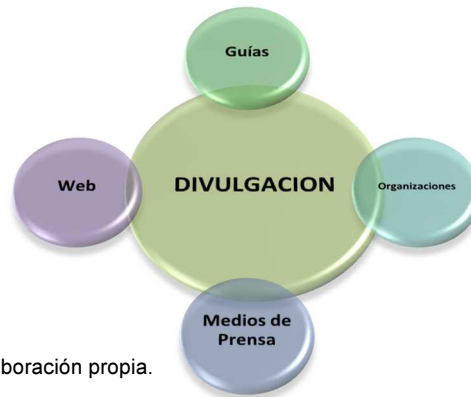 Guías
Web
DIVULGACION
Organizaciones
Medios de
Prensa
boración propia.